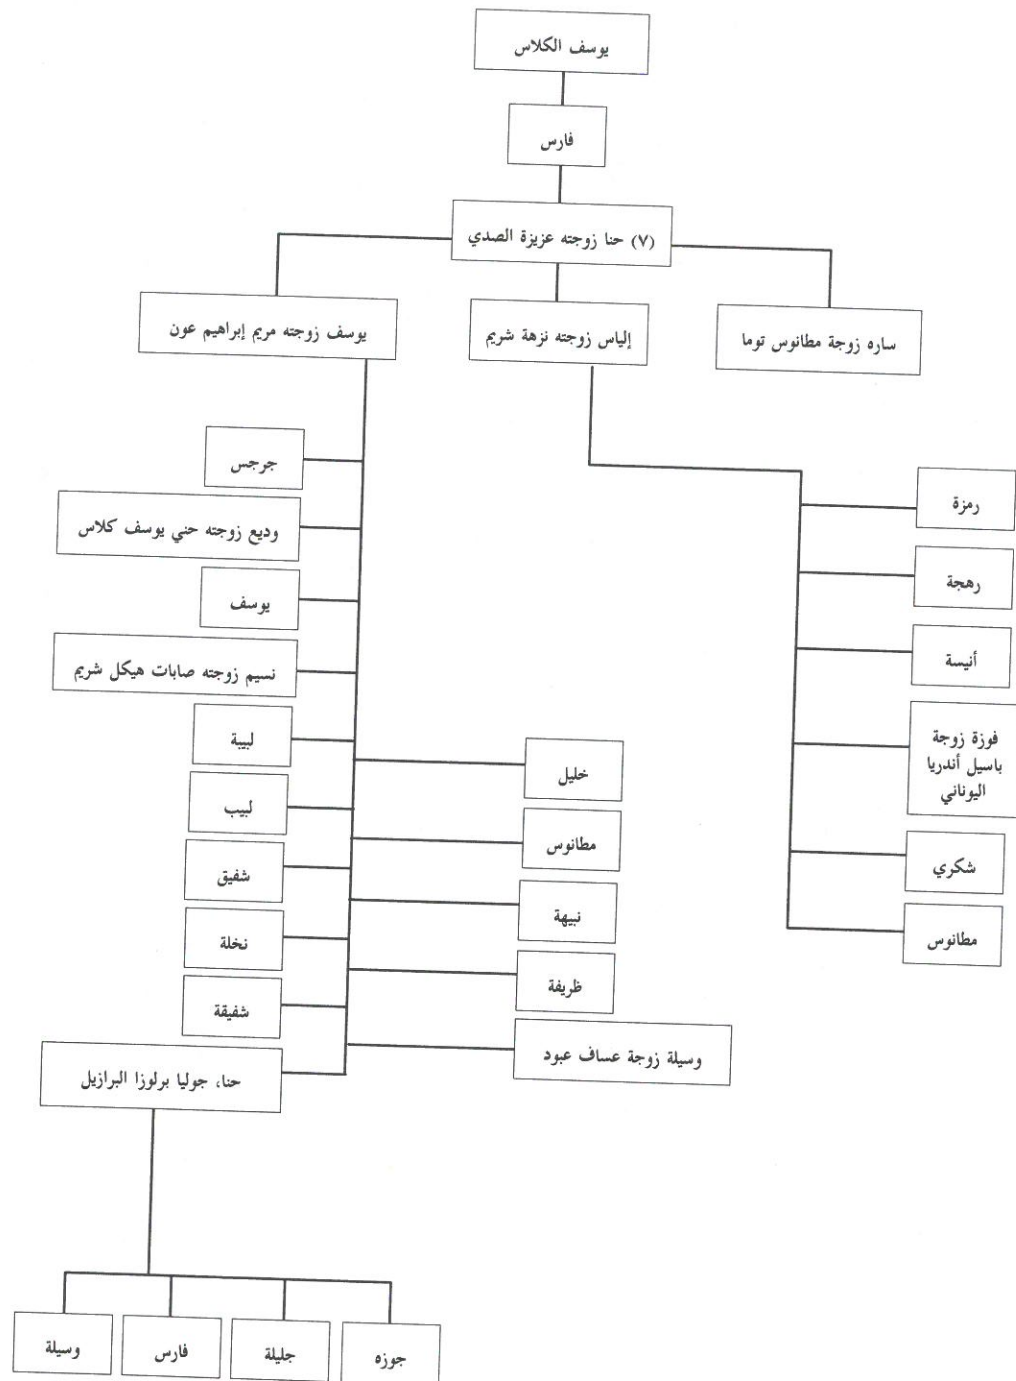 يوسف الكلاس
فارس
(٧) حنا زوجته عزيزة الصدي
ساره زوجة مطانوس توما
إلياس زوجته نزهة شريم
يوسف زوجته مريم إبراهيم عون
رمزة
رهجة
أنيسة
فوزة زوجة
باسيل أندريا
اليوناني
شكري
مطانوس
جرجس
وديع زوجته حني يوسف كلاس
يوسف
نسيم زوجته صابات هيكل شريم
لبيبة
لبيب
شفيق
نخلة
شفيقة
حنا، جوليا برلوزا البرازيل
خليل
مطانوس
نبيهة
ظريفة
وسيلة زوجة عساف عبود
جوزه
جليلة
فارس
وسيلة